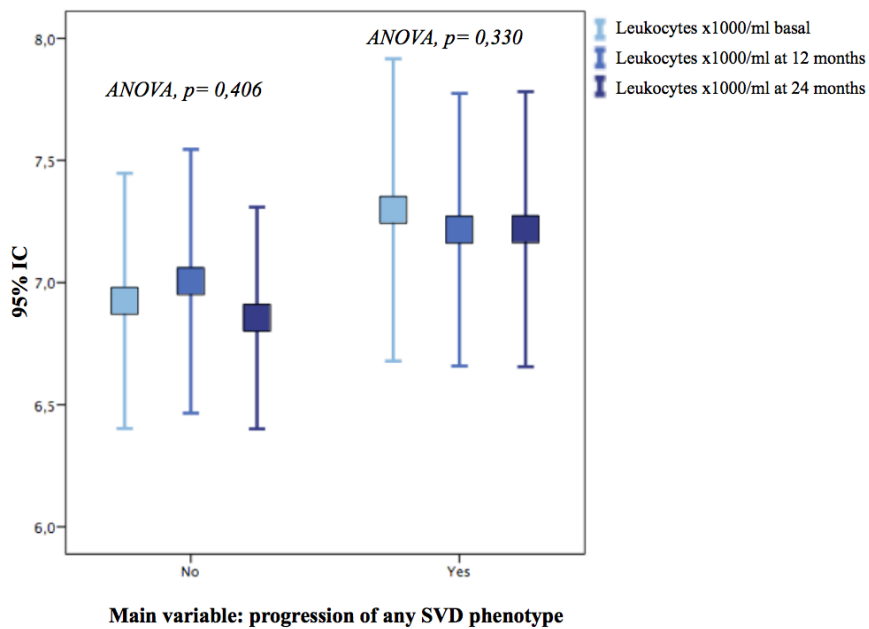 ANOVA, p= 0,330
ANOVA, p= 0,406
Leukocytes x1000/ml basal
Leukocytes x1000/ml at 12 months
Leukocytes x1000/ml at 24 months
95% IC
8,0
7,5
7,0
6,5
6,0
No
Yes
Main variable: progression of any SVD phenotype